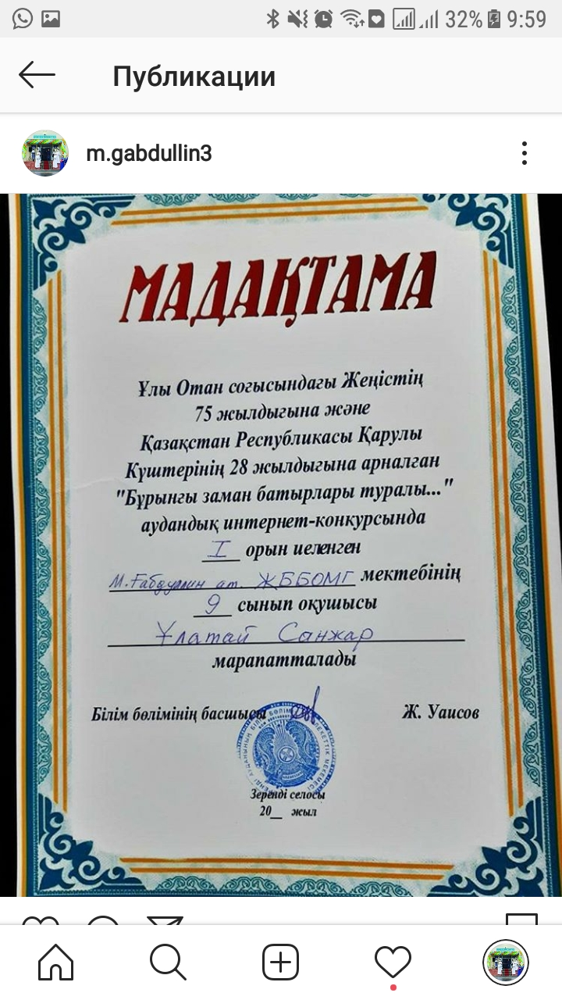 32% 9:59
Публикации
m.gabdullin3
МАДАҚТАМА
Ұлы Отан соғысындағы Жеңістің
75 жылдығына және
Қазақстан Республикасы Қарулы
Күштерінің 28 жылдығына арналған
"Бұрынғы заман батырлары туралы..."
аудандық интернет-конкурсында
I орын иеленген
М.Ғабдуллин ат. ЖББОМГ мектебінің
9 сынып оқушысы
Ұлатай Санжар
марапатталады
Білім бөлімінің басшысы Ж. Уаисов
Зеренді селосы
20__ жыл